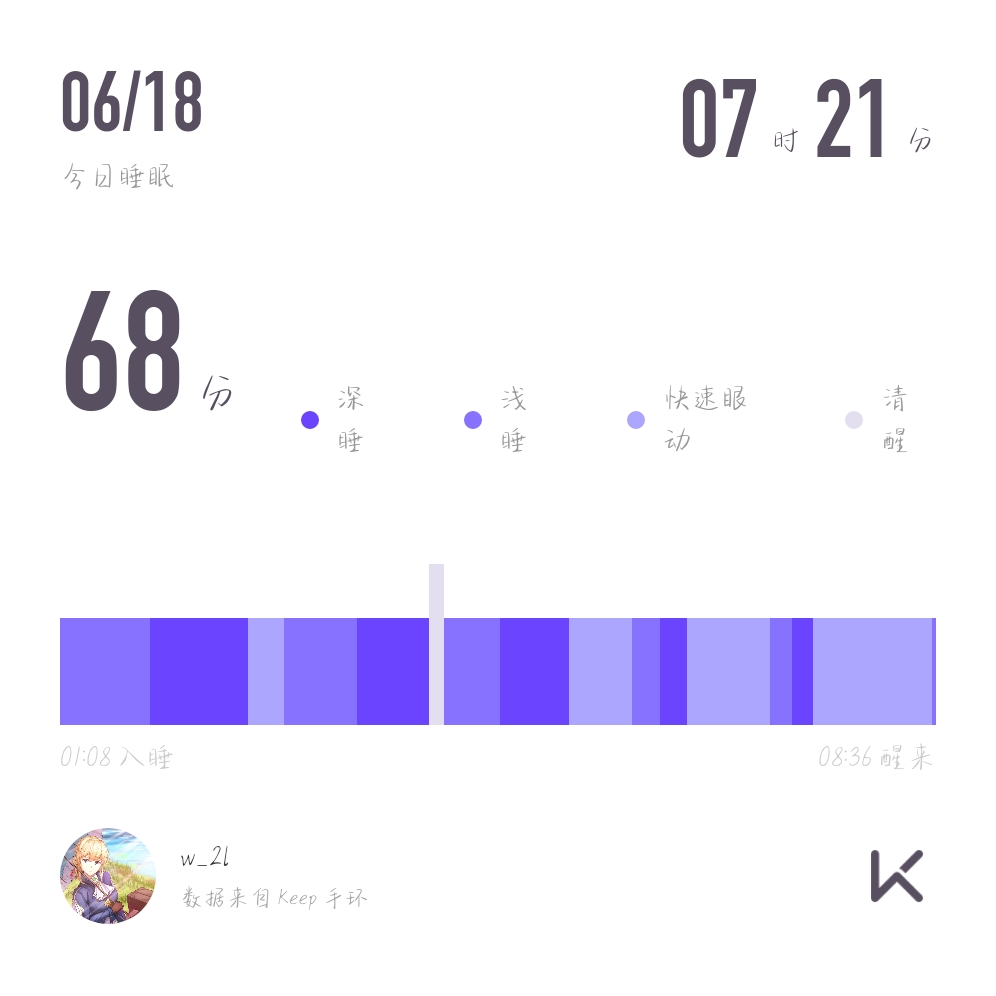 06/18
07 时 21 分
今日睡眠
68 分
深睡
浅睡
快速眼动
清醒
01:08 入睡
08:36 醒来
w_2l
数据来自 Keep 手环